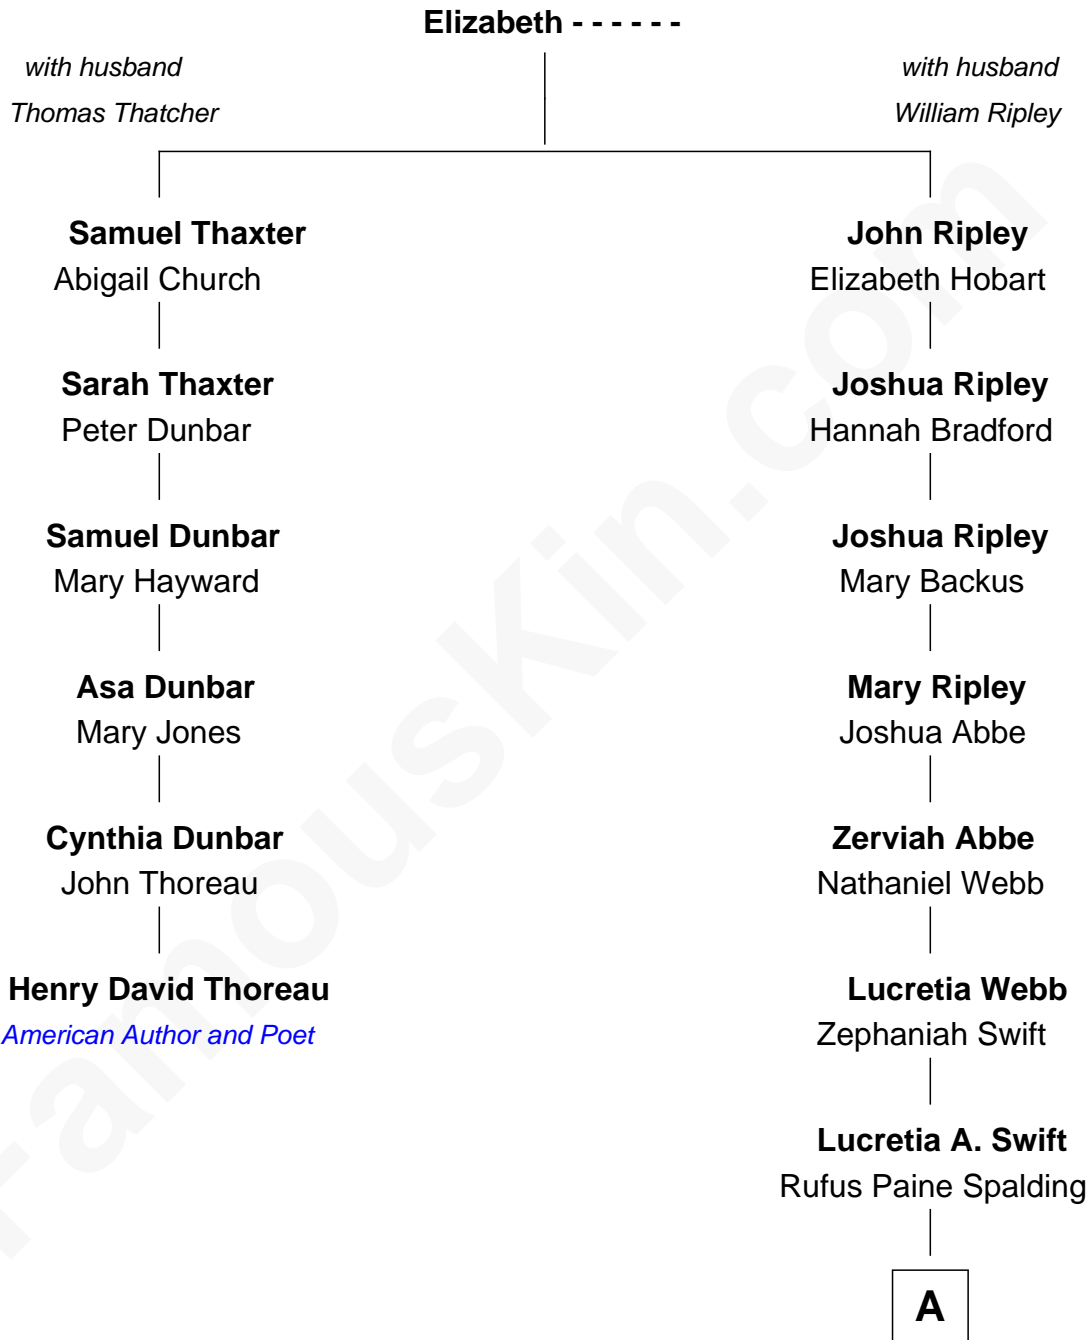 Elizabeth - - - - - -
with husband
Thomas Thatcher
with husband
William Ripley
Samuel Thaxter
Abigail Church
John Ripley
Elizabeth Hobart
Sarah Thaxter
Peter Dunbar
Joshua Ripley
Hannah Bradford
Samuel Dunbar
Mary Hayward
Joshua Ripley
Mary Backus
Asa Dunbar
Mary Jones
Mary Ripley
Joshua Abbe
Cynthia Dunbar
John Thoreau
Zerviah Abbe
Nathaniel Webb
Henry David Thoreau
American Author and Poet
Lucretia Webb
Zephaniah Swift
Lucretia A. Swift
Rufus Paine Spalding
A
FamousKin.com